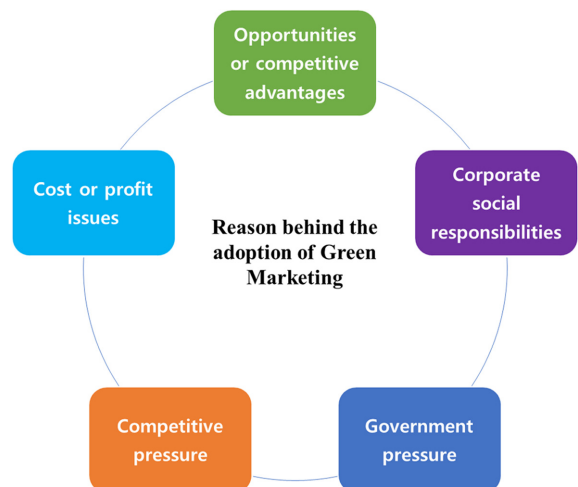 Opportunities
or competitive
advantages
Cost or profit
issues
Corporate
social
responsibilities
Reason behind the
adoption of Green
Marketing
Competitive
pressure
Government
pressure